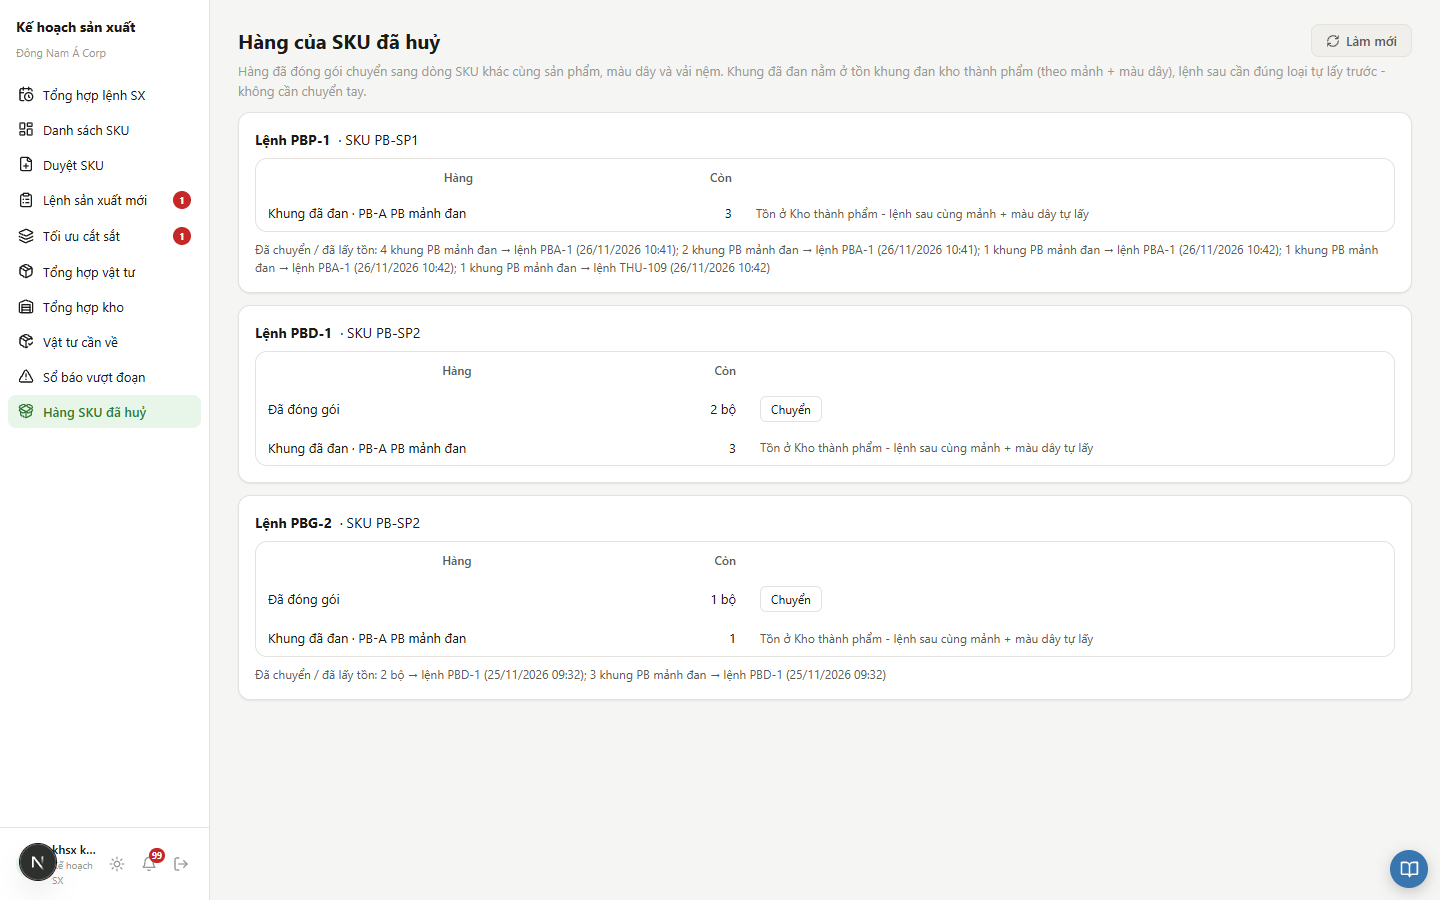 Kế hoạch sản xuất
Đông Nam Á Corp
Tổng hợp lệnh SX
Danh sách SKU
Duyệt SKU
Lệnh sản xuất mới 1
Tối ưu cắt sắt 1
Tổng hợp vật tư
Tổng hợp kho
Vật tư cần về
Sổ báo vượt đoạn
Hàng SKU đã huỷ
N
khsx k...
Kế hoạch
SX
99
Hàng của SKU đã huỷ
Làm mới
Hàng đã đóng gói chuyển sang dòng SKU khác cùng sản phẩm, màu dây và vải nệm. Khung đã đan nằm ở tồn khung đan kho thành phẩm (theo mảnh + màu dây), lệnh sau cần đúng loại tự lấy trước -
không cần chuyển tay.
Lệnh PBP-1 · SKU PB-SP1
Hàng Còn
Khung đã đan · PB-A PB mảnh đan 3 Tồn ở Kho thành phẩm - lệnh sau cùng mảnh + màu dây tự lấy
Đã chuyển / đã lấy tồn: 4 khung PB mảnh đan → lệnh PBA-1 (26/11/2026 10:41); 2 khung PB mảnh đan → lệnh PBA-1 (26/11/2026 10:41); 1 khung PB mảnh đan → lệnh PBA-1 (26/11/2026 10:42); 1 khung PB mảnh
đan → lệnh PBA-1 (26/11/2026 10:42); 1 khung PB mảnh đan → lệnh THU-109 (26/11/2026 10:42)
Lệnh PBD-1 · SKU PB-SP2
Hàng Còn
Đã đóng gói 2 bộ Chuyển
Khung đã đan · PB-A PB mảnh đan 3 Tồn ở Kho thành phẩm - lệnh sau cùng mảnh + màu dây tự lấy
Lệnh PBG-2 · SKU PB-SP2
Hàng Còn
Đã đóng gói 1 bộ Chuyển
Khung đã đan · PB-A PB mảnh đan 1 Tồn ở Kho thành phẩm - lệnh sau cùng mảnh + màu dây tự lấy
Đã chuyển / đã lấy tồn: 2 bộ → lệnh PBD-1 (25/11/2026 09:32); 3 khung PB mảnh đan → lệnh PBD-1 (25/11/2026 09:32)